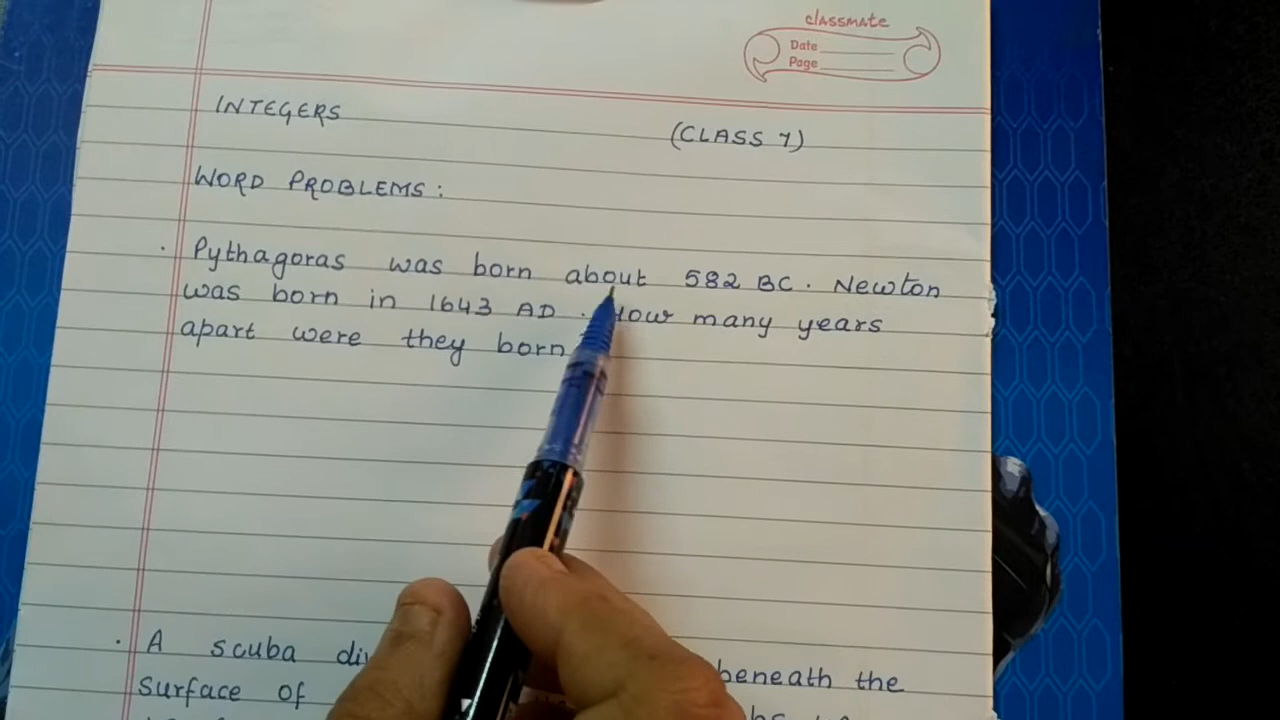 classmate
Date
Page
INTEGERS (CLASS 7)
WORD PROBLEMS:
. Pythagoras was born about 582 BC. Newton
was born in 1643 AD. How many years
apart were they born
. A scuba beneath the
surface of